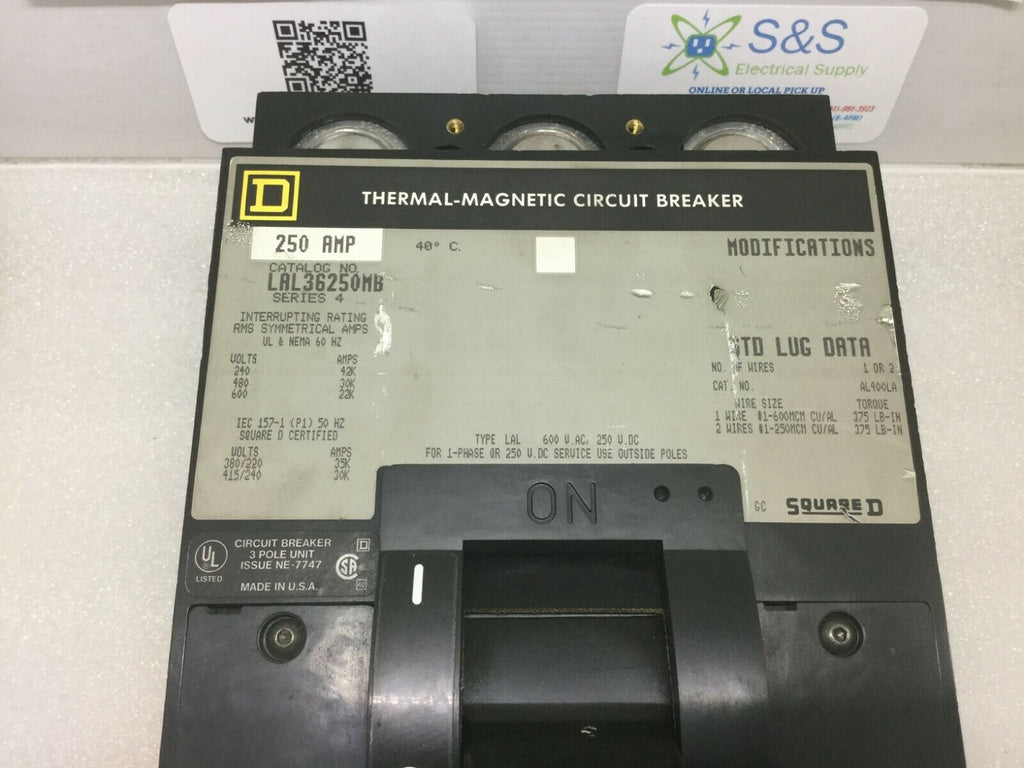 S&S
Electrical Supply
ONLINE OR LOCAL PICK UP
D
THERMAL-MAGNETIC CIRCUIT BREAKER
250 AMP
40° C.
MODIFICATIONS
CATALOG NO.
LAL36250MB
SERIES 4
INTERRUPTING RATING
RMS SYMMETRICAL AMPS
UL & NEMA 60 HZ
VOLTS AMPS
240 42K
480 30K
600 22K
IEC 157-1 (P1) 50 HZ
SQUARE D CERTIFIED
VOLTS AMPS
380/220 35K
415/240 30K
STD LUG DATA
NO. OF WIRES 1 OR 2
CAT. NO. AL400LA
WIRE SIZE TORQUE
1 WIRE #1-600MCM CU/AL 375 LB-IN
2 WIRES #1-250MCM CU/AL 375 LB-IN
TYPE LAL 600 V.AC, 250 V.DC
FOR 1-PHASE OR 250 V.DC SERVICE USE OUTSIDE POLES
GC
SQUARE D
ON
UL
LISTED
CIRCUIT BREAKER
3 POLE UNIT
ISSUE NE-7747
MADE IN U.S.A.
SA
D